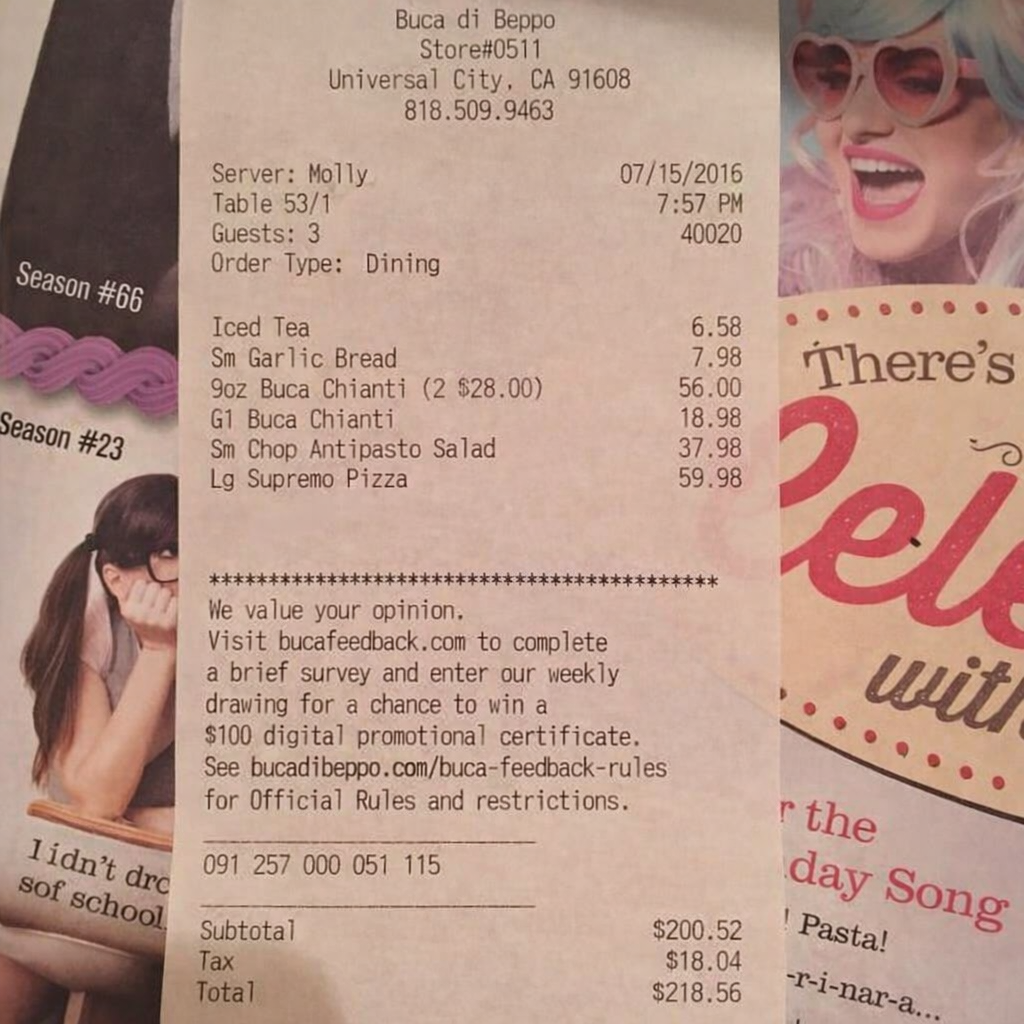 Buca di Beppo
Store#0511
Universal City, CA 91608
818.509.9463
Server: Molly 07/15/2016
Table 53/1 7:57 PM
Guests: 3 40020
Order Type: Dining
Iced Tea 6.58
Sm Garlic Bread 7.98
9oz Buca Chianti (2 $28.00) 56.00
Gl Buca Chianti 18.98
Sm Chop Antipasto Salad 37.98
Lg Supremo Pizza 59.98
*******************************************
We value your opinion.
Visit bucafeedback.com to complete
a brief survey and enter our weekly
drawing for a chance to win a
$100 digital promotional certificate.
See bucadibeppo.com/buca-feedback-rules
for Official Rules and restrictions.
091 257 000 051 115
Subtotal $200.52
Tax $18.04
Total $218.56
Season #66
Season #23
I idn't drc
sof school
There's
Cele
with
r the
day Song
! Pasta!
-r-i-nar-a...